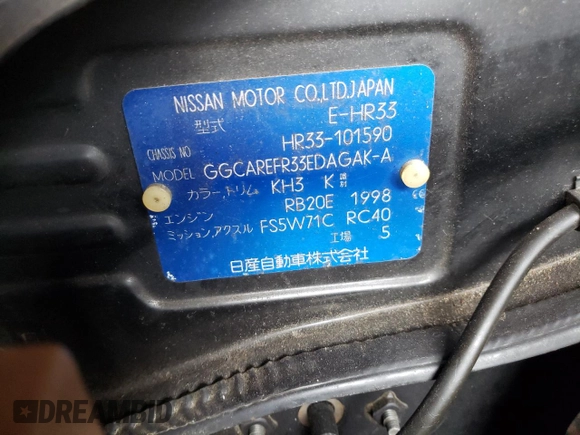 NISSAN MOTOR CO.,LTD.JAPAN
型式 E-HR33
CHASSIS NO HR33-101590
MODEL GGCAREFR33EDAGAK-A
カラー,トリム KH3 K
エンジン RB20E 1998
ミッション,アクスル FS5W71C RC40
工場 5
日産自動車株式会社
DREAMBID